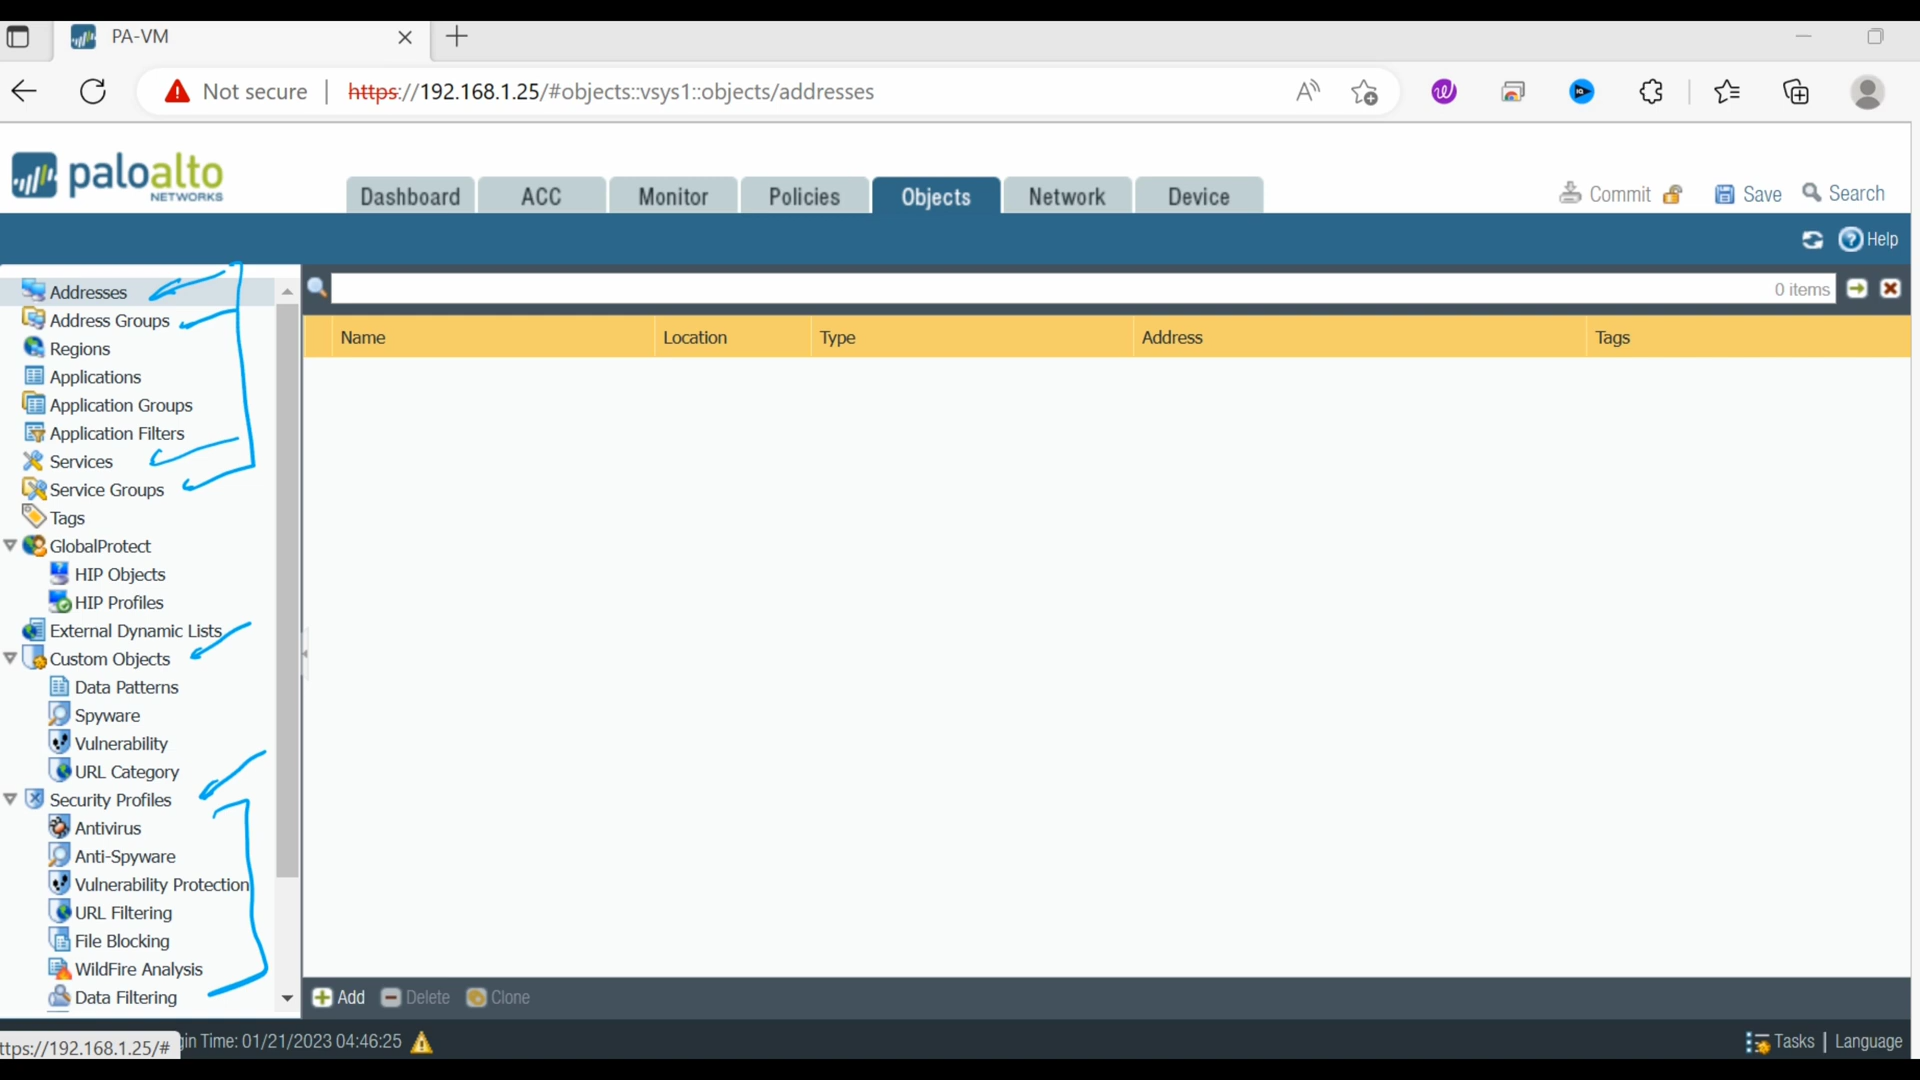 PA-VM
Not secure | https://192.168.1.25/#objects::vsys1::objects/addresses
paloalto
NETWORKS
Dashboard ACC Monitor Policies Objects Network Device Commit Save Search
Help
0 items
Name Location Type Address Tags
Addresses
Address Groups
Regions
Applications
Application Groups
Application Filters
Services
Service Groups
Tags
GlobalProtect
HIP Objects
HIP Profiles
External Dynamic Lists
Custom Objects
Data Patterns
Spyware
Vulnerability
URL Category
Security Profiles
Antivirus
Anti-Spyware
Vulnerability Protection
URL Filtering
File Blocking
WildFire Analysis
Data Filtering
Add Delete Clone
ttps://192.168.1.25/# gin Time: 01/21/2023 04:46:25 Tasks | Language